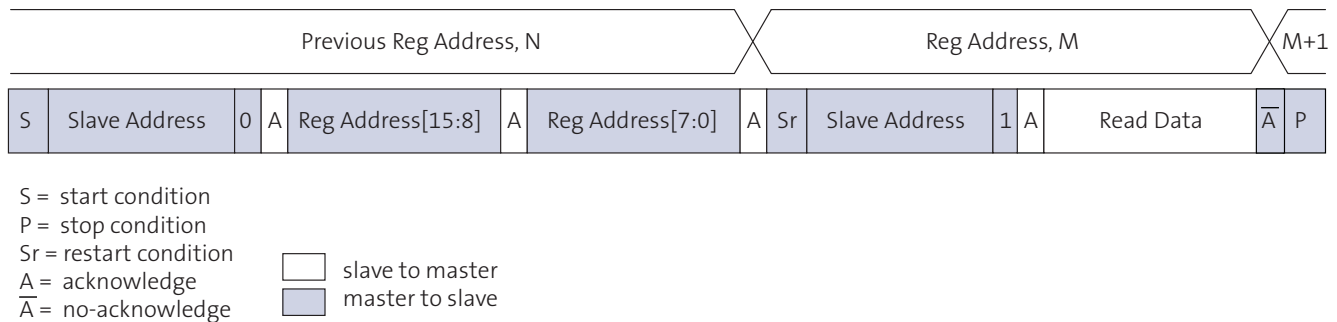 Previous Reg Address, N Reg Address, M M+1
S Slave Address 0 A Reg Address[15:8] A Reg Address[7:0] A Sr Slave Address 1 A Read Data A̅ P
S = start condition
P = stop condition
Sr = restart condition
A = acknowledge
A̅ = no-acknowledge
slave to master
master to slave